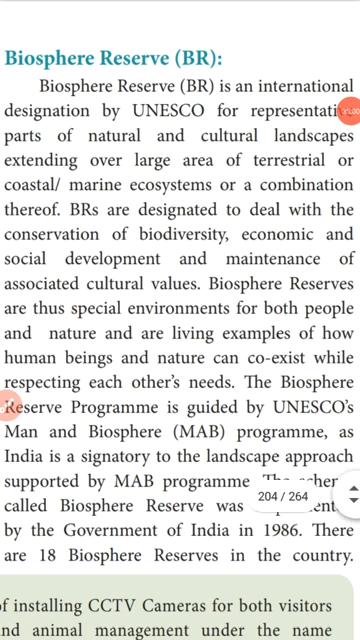 Biosphere Reserve (BR):
Biosphere Reserve (BR) is an international
designation by UNESCO for
parts of natural and cultural landscapes
extending over large area of terrestrial or
coastal/ marine ecosystems or a combination
thereof. BRs are designated to deal with the
conservation of biodiversity, economic and
social development and maintenance of
associated cultural values. Biosphere Reserves
are thus special environments for both people
and nature and are living examples of how
human beings and nature can co-exist while
respecting each other's needs. The Biosphere
Reserve Programme is guided by UNESCO's
Man and Biosphere (MAB) programme, as
India is a signatory to the landscape approach
supported by MAB programme.
204 / 264
called Biosphere Reserve was
by the Government of India in 1986. There
are 18 Biosphere Reserves in the country.
of installing CCTV Cameras for both visitors
and animal management under the name